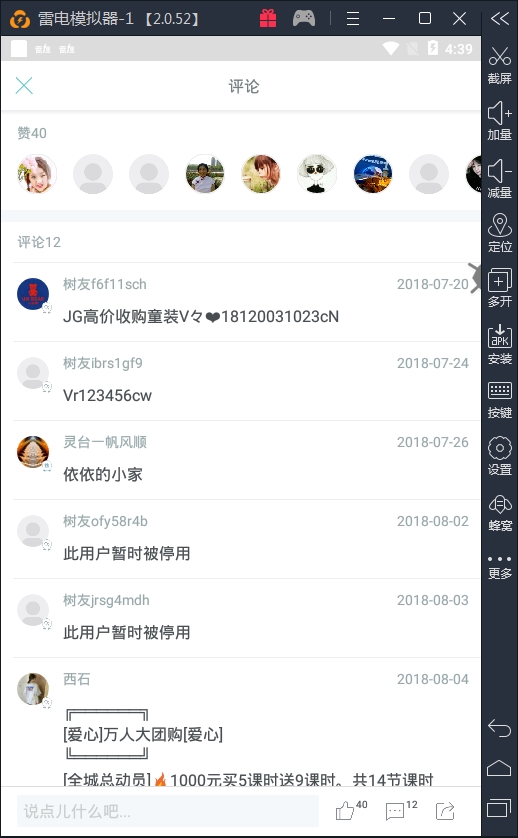 雷电模拟器-1 【2.0.52】
4:39
评论
赞40
评论12
树友f6f11sch
2018-07-20
JG高价收购童装V々❤18120031023cN
树友ibrs1gf9
2018-07-24
Vr123456cw
灵台一帆风顺
2018-07-26
依依的小家
树友ofy58r4b
2018-08-02
此用户暂时被停用
树友jrsg4mdh
2018-08-03
此用户暂时被停用
西石
2018-08-04
╔═══════╗
[爱心]万人大团购[爱心]
╚═══════╝
[全城总动员]🔥1000元买5课时送9课时。共14节课时
说点儿什么吧...
40
12
截屏
加量
减量
定位
多开
APK
安装
按键
设置
蜂窝
更多